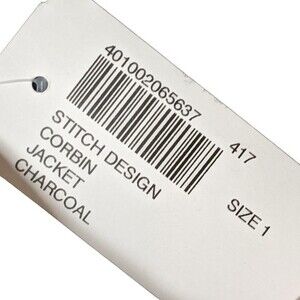 401002065637
417
STITCH DESIGN
CORBIN
JACKET
CHARCOAL
SIZE 1